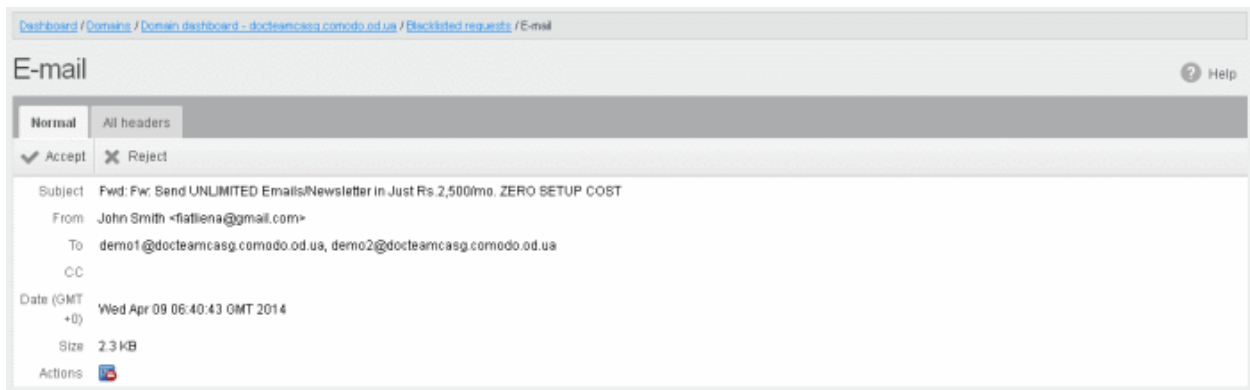 Dashboard / Domains / Domain dashboard - docteamcasg.comodo.od.ua / Blacklisted requests / E-mail
E-mail
Help
Normal All headers
Accept Reject
Subject Fwd: Fw: Send UNLIMITED Emails/Newsletter in Just Rs.2,500/mo. ZERO SETUP COST
From John Smith <fiatliena@gmail.com>
To demo1@docteamcasg.comodo.od.ua, demo2@docteamcasg.comodo.od.ua
CC
Date (GMT
+0) Wed Apr 09 06:40:43 GMT 2014
Size 2.3 KB
Actions